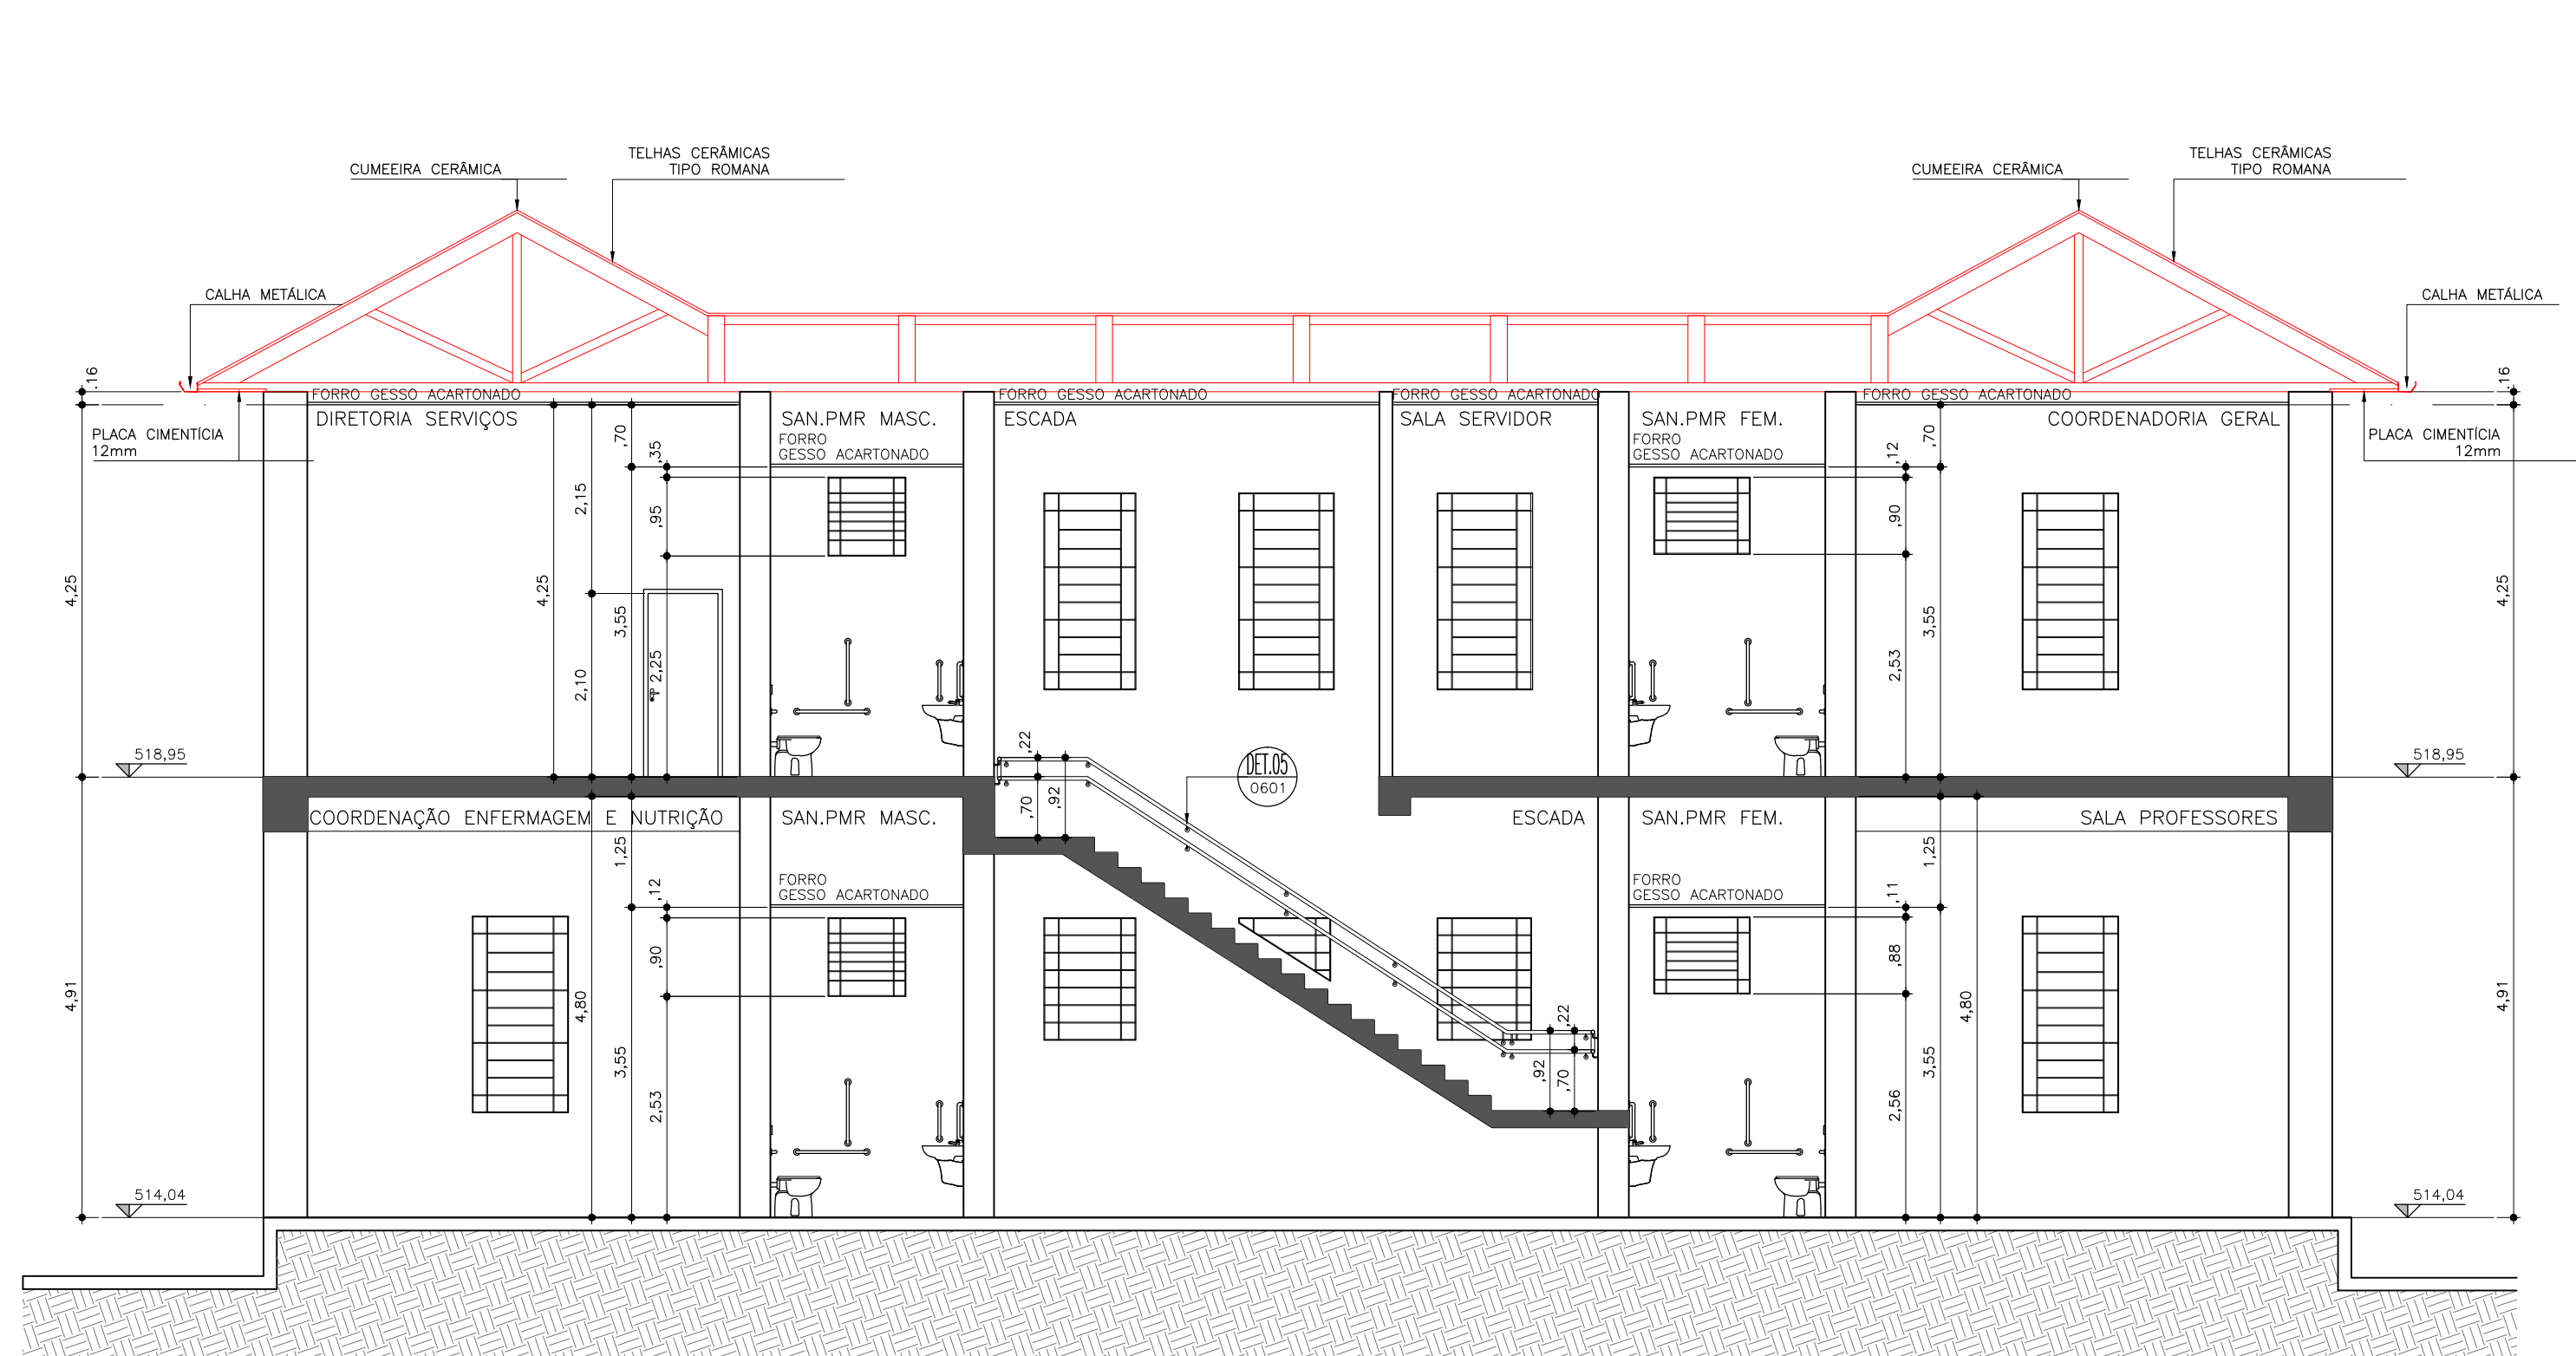 TELHAS CERÂMICAS
TIPO ROMANA
CUMEEIRA CERÂMICA
TELHAS CERÂMICAS
TIPO ROMANA
CUMEEIRA CERÂMICA
CALHA METÁLICA
CALHA METÁLICA
,16
,16
FORRO GESSO ACARTONADO
FORRO GESSO ACARTONADO
FORRO GESSO ACARTONADO
FORRO GESSO ACARTONADO
DIRETORIA SERVIÇOS
SAN.PMR MASC.
ESCADA
SALA SERVIDOR
SAN.PMR FEM.
COORDENADORIA GERAL
PLACA CIMENTÍCIA
12mm
FORRO
GESSO ACARTONADO
FORRO
GESSO ACARTONADO
PLACA CIMENTÍCIA
12mm
,70
,35
,12
,70
2,15
,95
,90
4,25
4,25
3,55
2,10
2,25
2,53
3,55
4,25
518,95
,22
DET.05
0601
518,95
,70
,92
COORDENAÇÃO ENFERMAGEM E NUTRIÇÃO
SAN.PMR MASC.
ESCADA
SAN.PMR FEM.
SALA PROFESSORES
1,25
1,25
FORRO
GESSO ACARTONADO
FORRO
GESSO ACARTONADO
,12
,11
,90
,88
4,91
4,80
3,55
2,53
,22
,92
,70
2,56
3,55
4,80
4,91
514,04
514,04